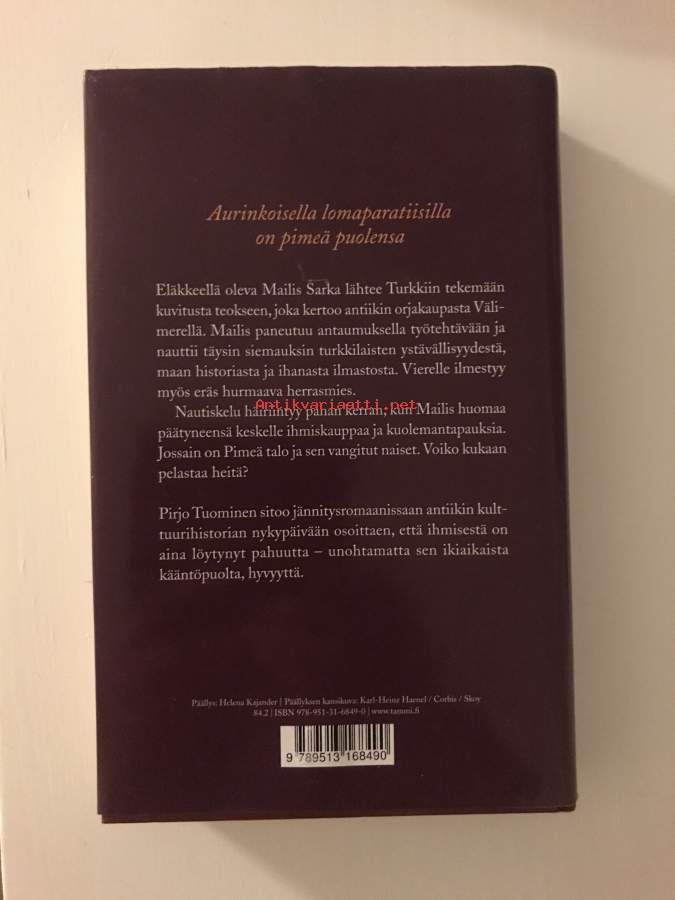 Aurinkoisella lomaparatiisilla
on pimeä puolensa
Eläkkeellä oleva Mailis Sarka lähtee Turkkiin tekemään
kuvitusta teokseen, joka kertoo antiikin orjakaupasta Väli-
merellä. Mailis paneutuu antaumuksella työtehtävään ja
nauttii täysin siemauksin turkkilaisten ystävällisyydestä,
maan historiasta ja ihanasta ilmastosta. Vierelle ilmestyy
myös eräs hurmaava herrasmies.
Antikvariaatti.net
Nautiskelu häiriintyy pahan kerran, kun Mailis huomaa
päätyneensä keskelle ihmiskauppaa ja kuolemantapauksia.
Jossain on Pimeä talo ja sen vangitut naiset. Voiko kukaan
pelastaa heitä?
Pirjo Tuominen sitoo jännitysromaanissaan antiikin kult-
tuurihistorian nykypäivään osoittaen, että ihmisestä on
aina löytynyt pahuutta – unohtamatta sen ikiaikaista
kääntöpuolta, hyvyyttä.
Päällys: Helena Kajander | Päällyksen kansikuva: Karl-Heinz Haenel / Corbis / Skoy
84.2 | ISBN 978-951-31-6849-0 | www.tammi.fi
9 789513 168490